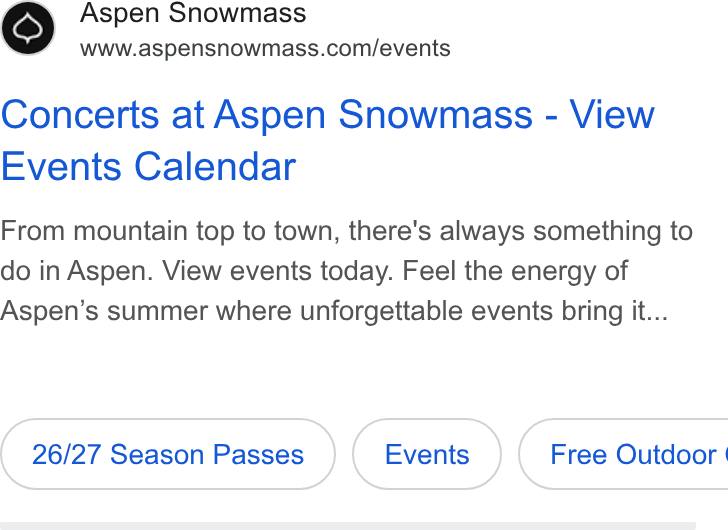 Aspen Snowmass
www.aspensnowmass.com/events
Concerts at Aspen Snowmass - View
Events Calendar
From mountain top to town, there's always something to
do in Aspen. View events today. Feel the energy of
Aspen’s summer where unforgettable events bring it...
26/27 Season Passes
Events
Free Outdoor